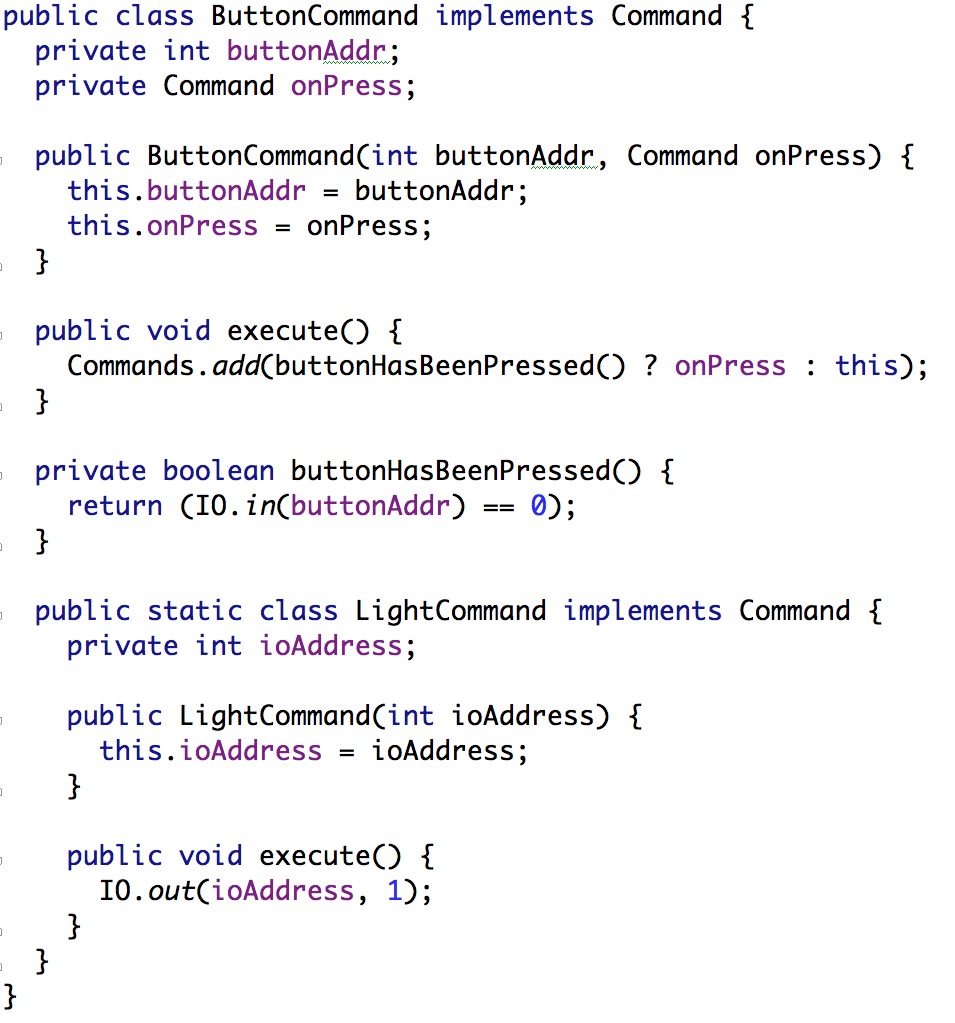 public class ButtonCommand implements Command {
  private int buttonAddr;
  private Command onPress;

  public ButtonCommand(int buttonAddr, Command onPress) {
    this.buttonAddr = buttonAddr;
    this.onPress = onPress;
  }

  public void execute() {
    Commands.add(buttonHasBeenPressed() ? onPress : this);
  }

  private boolean buttonHasBeenPressed() {
    return (IO.in(buttonAddr) == 0);
  }

  public static class LightCommand implements Command {
    private int ioAddress;

    public LightCommand(int ioAddress) {
      this.ioAddress = ioAddress;
    }

    public void execute() {
      IO.out(ioAddress, 1);
    }
  }
}